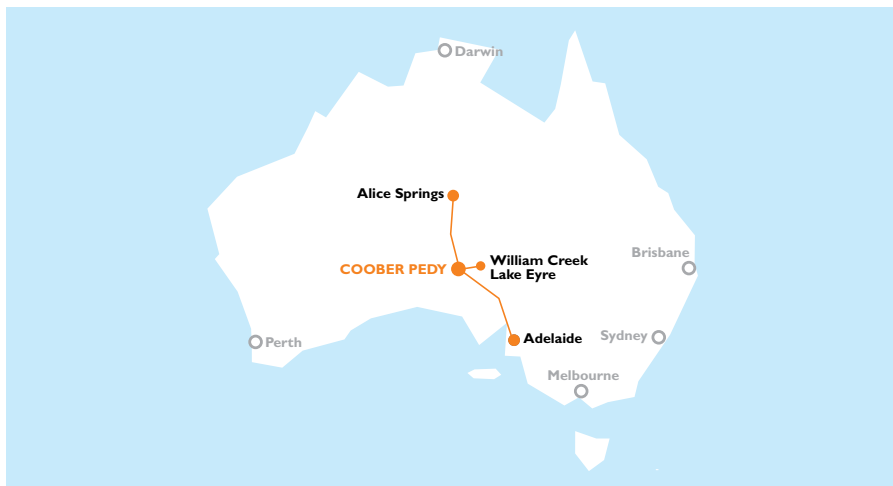 Darwin
Alice Springs
Brisbane
William Creek
COOBER PEDY
Lake Eyre
Sydney
Adelaide
Perth
Melbourne